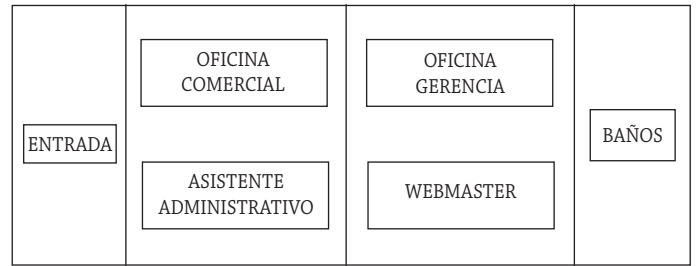 ENTRADA
OFICINA
COMERCIAL
ASISTENTE
ADMINISTRATIVO
OFICINA
GERENCIA
WEBMASTER
BAÑOS